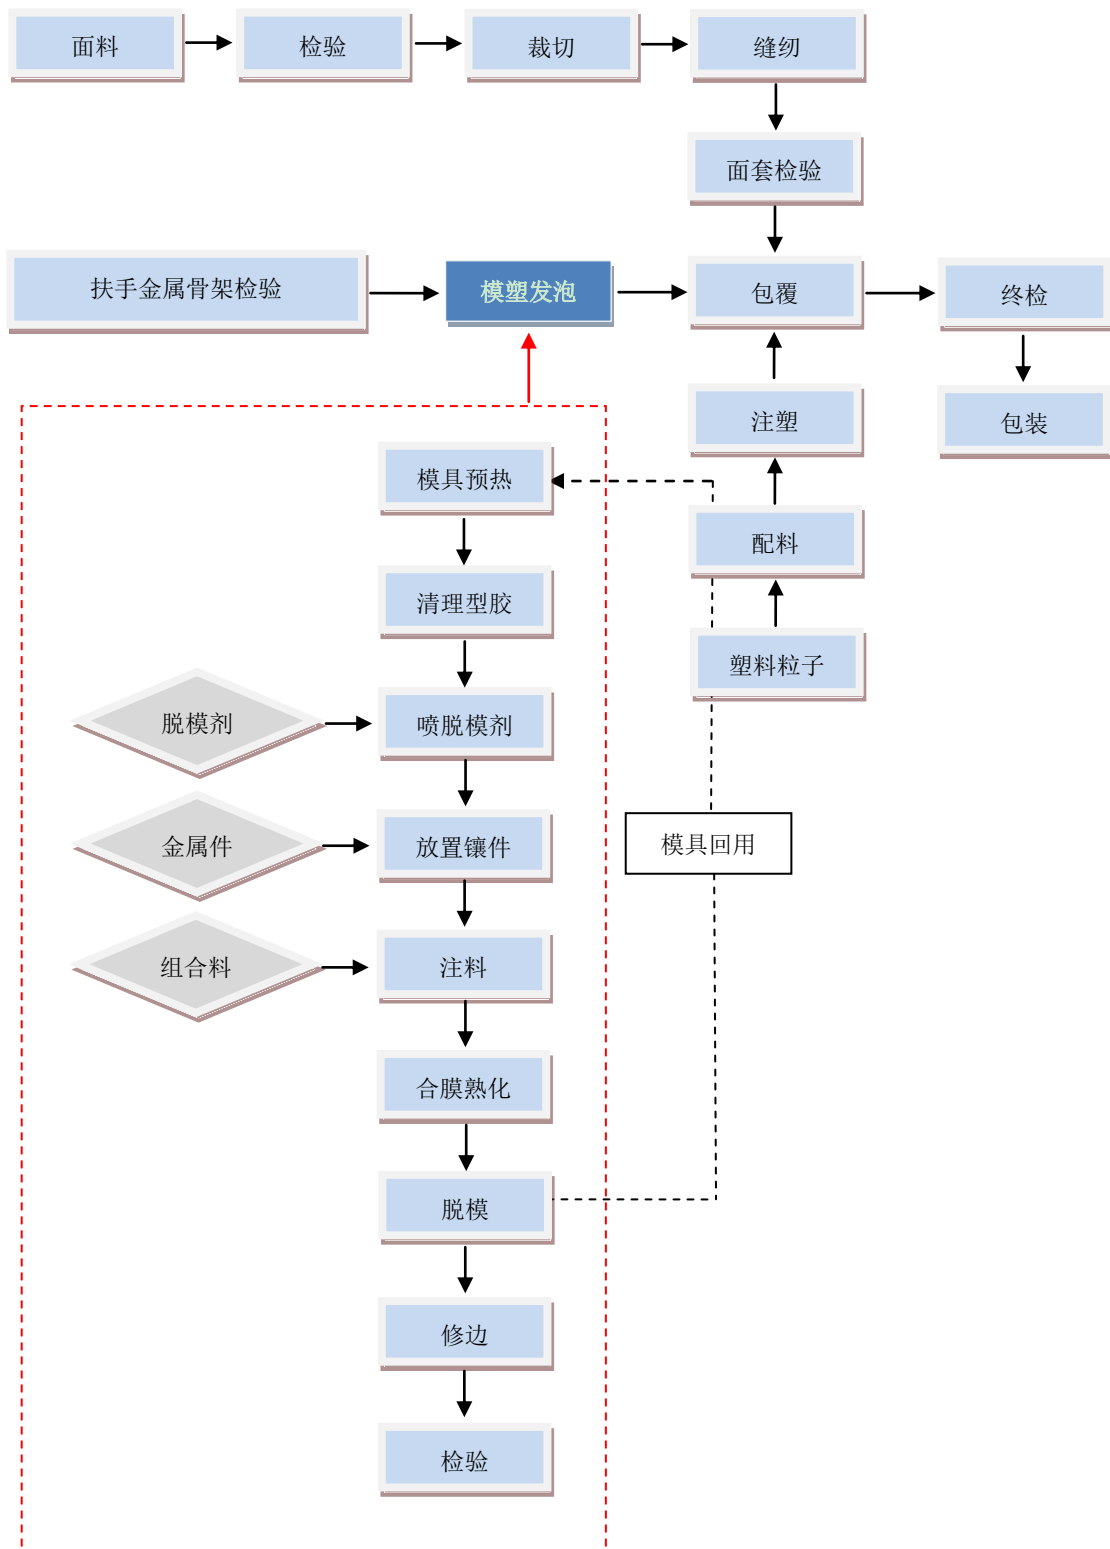 面料
检验
裁切
缝纫
面套检验
扶手金属骨架检验
模塑发泡
包覆
终检
注塑
包装
模具预热
配料
清理型胶
塑料粒子
脱模剂
喷脱模剂
金属件
放置镶件
模具回用
组合料
注料
合膜熟化
脱模
修边
检验